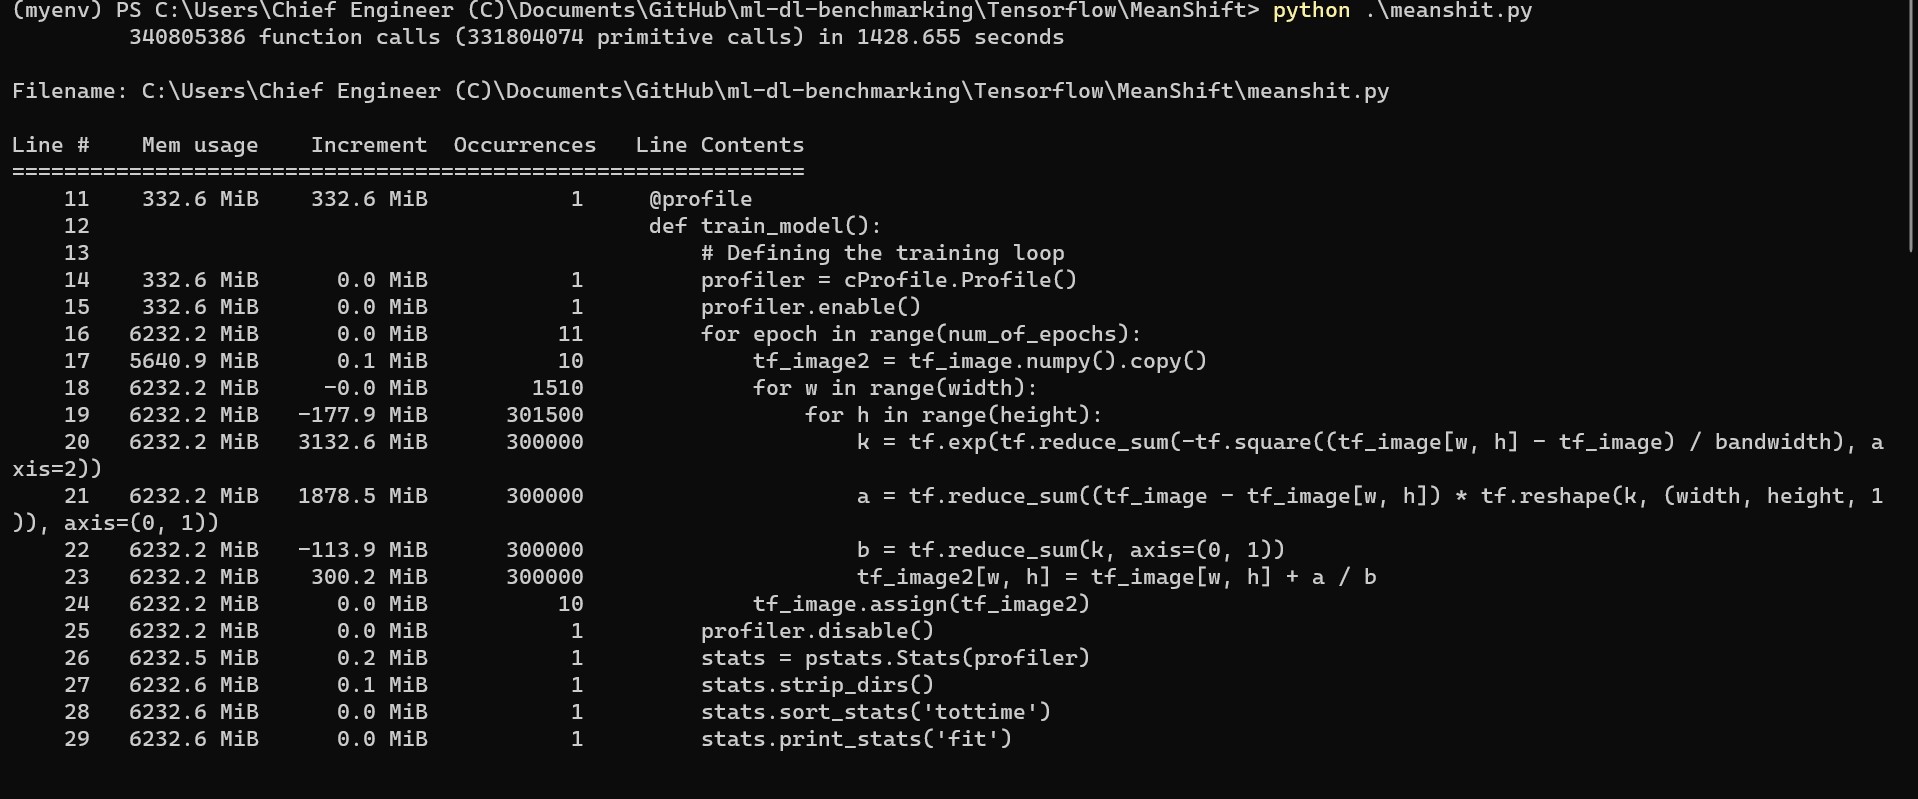 (myenv) PS C:\Users\Chief Engineer (C)\Documents\GitHub\ml-dl-benchmarking\Tensorflow\MeanShift> python .\meanshit.py
         340805386 function calls (331804074 primitive calls) in 1428.655 seconds

Filename: C:\Users\Chief Engineer (C)\Documents\GitHub\ml-dl-benchmarking\Tensorflow\MeanShift\meanshit.py

Line #    Mem usage    Increment  Occurrences   Line Contents
=============================================================
    11    332.6 MiB    332.6 MiB           1     @profile
    12                                           def train_model():
    13                                               # Defining the training loop
    14    332.6 MiB      0.0 MiB           1         profiler = cProfile.Profile()
    15    332.6 MiB      0.0 MiB           1         profiler.enable()
    16   6232.2 MiB      0.0 MiB          11         for epoch in range(num_of_epochs):
    17   5640.9 MiB      0.1 MiB          10             tf_image2 = tf_image.numpy().copy()
    18   6232.2 MiB     -0.0 MiB        1510             for w in range(width):
    19   6232.2 MiB   -177.9 MiB      301500                 for h in range(height):
    20   6232.2 MiB   3132.6 MiB      300000                     k = tf.exp(tf.reduce_sum(-tf.square((tf_image[w, h] - tf_image) / bandwidth), a
xis=2))
    21   6232.2 MiB   1878.5 MiB      300000                     a = tf.reduce_sum((tf_image - tf_image[w, h]) * tf.reshape(k, (width, height, 1
)), axis=(0, 1))
    22   6232.2 MiB   -113.9 MiB      300000                     b = tf.reduce_sum(k, axis=(0, 1))
    23   6232.2 MiB    300.2 MiB      300000                     tf_image2[w, h] = tf_image[w, h] + a / b
    24   6232.2 MiB      0.0 MiB          10             tf_image.assign(tf_image2)
    25   6232.2 MiB      0.0 MiB           1         profiler.disable()
    26   6232.5 MiB      0.2 MiB           1         stats = pstats.Stats(profiler)
    27   6232.6 MiB      0.1 MiB           1         stats.strip_dirs()
    28   6232.6 MiB      0.0 MiB           1         stats.sort_stats('tottime')
    29   6232.6 MiB      0.0 MiB           1         stats.print_stats('fit')